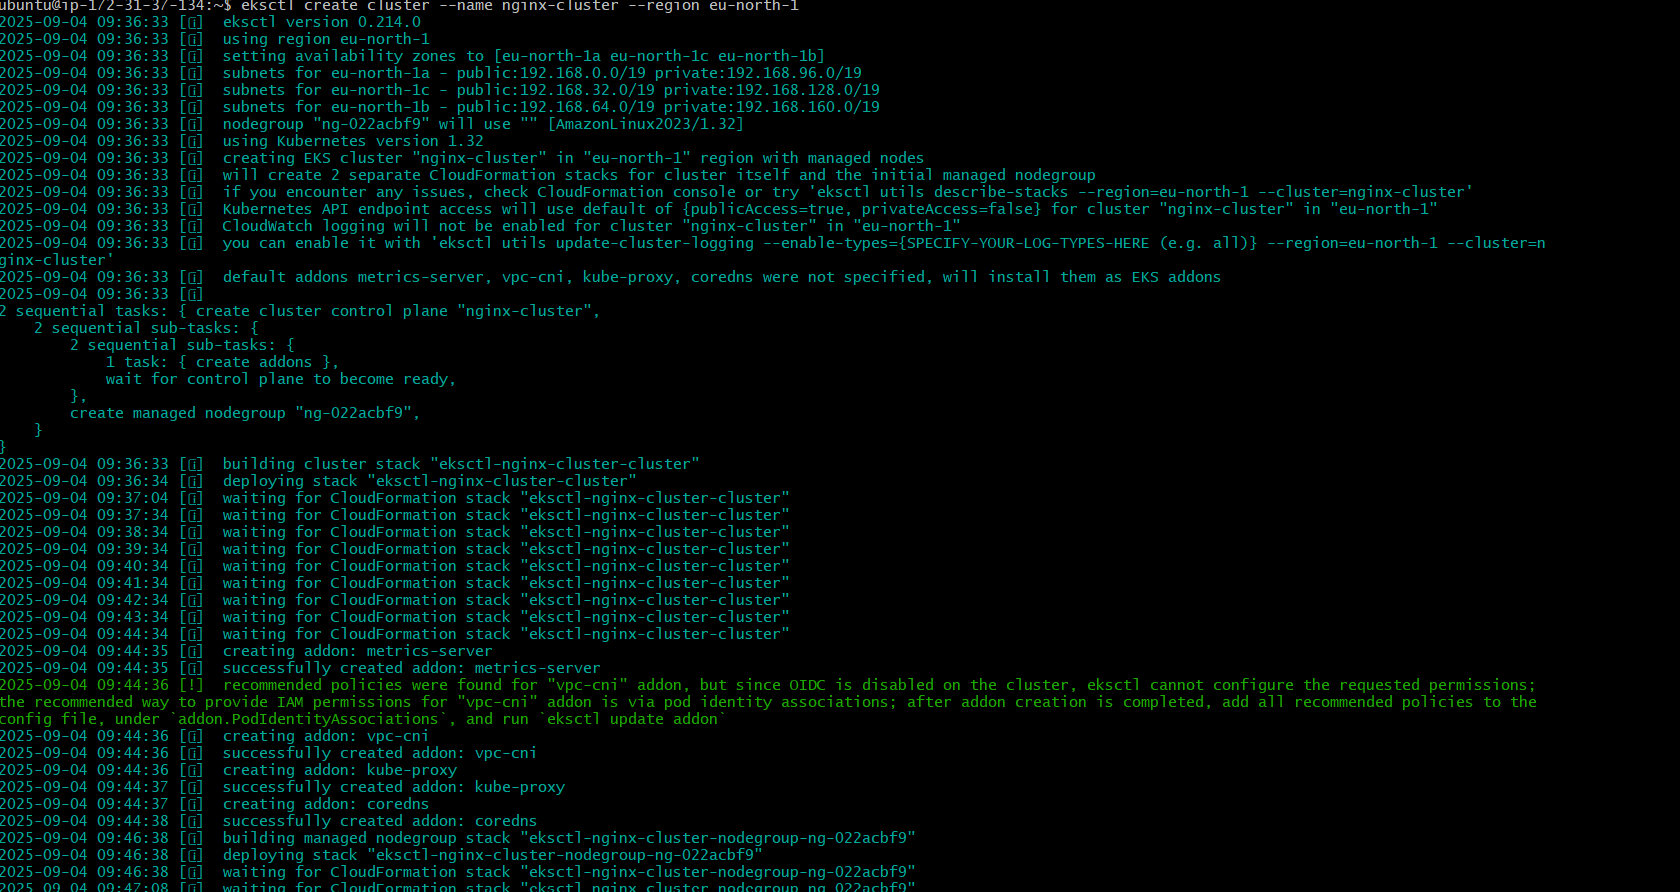 ubuntu@ip-172-31-37-134:~$ eksctl create cluster --name nginx-cluster --region eu-north-1
2025-09-04 09:36:33 [ℹ]  eksctl version 0.214.0
2025-09-04 09:36:33 [ℹ]  using region eu-north-1
2025-09-04 09:36:33 [ℹ]  setting availability zones to [eu-north-1a eu-north-1c eu-north-1b]
2025-09-04 09:36:33 [ℹ]  subnets for eu-north-1a - public:192.168.0.0/19 private:192.168.96.0/19
2025-09-04 09:36:33 [ℹ]  subnets for eu-north-1c - public:192.168.32.0/19 private:192.168.128.0/19
2025-09-04 09:36:33 [ℹ]  subnets for eu-north-1b - public:192.168.64.0/19 private:192.168.160.0/19
2025-09-04 09:36:33 [ℹ]  nodegroup "ng-022acbf9" will use "" [AmazonLinux2023/1.32]
2025-09-04 09:36:33 [ℹ]  using Kubernetes version 1.32
2025-09-04 09:36:33 [ℹ]  creating EKS cluster "nginx-cluster" in "eu-north-1" region with managed nodes
2025-09-04 09:36:33 [ℹ]  will create 2 separate CloudFormation stacks for cluster itself and the initial managed nodegroup
2025-09-04 09:36:33 [ℹ]  if you encounter any issues, check CloudFormation console or try 'eksctl utils describe-stacks --region=eu-north-1 --cluster=nginx-cluster'
2025-09-04 09:36:33 [ℹ]  Kubernetes API endpoint access will use default of {publicAccess=true, privateAccess=false} for cluster "nginx-cluster" in "eu-north-1"
2025-09-04 09:36:33 [ℹ]  CloudWatch logging will not be enabled for cluster "nginx-cluster" in "eu-north-1"
2025-09-04 09:36:33 [ℹ]  you can enable it with 'eksctl utils update-cluster-logging --enable-types={SPECIFY-YOUR-LOG-TYPES-HERE (e.g. all)} --region=eu-north-1 --cluster=n
ginx-cluster'
2025-09-04 09:36:33 [ℹ]  default addons metrics-server, vpc-cni, kube-proxy, coredns were not specified, will install them as EKS addons
2025-09-04 09:36:33 [ℹ]
2 sequential tasks: { create cluster control plane "nginx-cluster",
    2 sequential sub-tasks: {
        2 sequential sub-tasks: {
            1 task: { create addons },
            wait for control plane to become ready,
        },
        create managed nodegroup "ng-022acbf9",
    }
}
2025-09-04 09:36:33 [ℹ]  building cluster stack "eksctl-nginx-cluster-cluster"
2025-09-04 09:36:34 [ℹ]  deploying stack "eksctl-nginx-cluster-cluster"
2025-09-04 09:37:04 [ℹ]  waiting for CloudFormation stack "eksctl-nginx-cluster-cluster"
2025-09-04 09:37:34 [ℹ]  waiting for CloudFormation stack "eksctl-nginx-cluster-cluster"
2025-09-04 09:38:34 [ℹ]  waiting for CloudFormation stack "eksctl-nginx-cluster-cluster"
2025-09-04 09:39:34 [ℹ]  waiting for CloudFormation stack "eksctl-nginx-cluster-cluster"
2025-09-04 09:40:34 [ℹ]  waiting for CloudFormation stack "eksctl-nginx-cluster-cluster"
2025-09-04 09:41:34 [ℹ]  waiting for CloudFormation stack "eksctl-nginx-cluster-cluster"
2025-09-04 09:42:34 [ℹ]  waiting for CloudFormation stack "eksctl-nginx-cluster-cluster"
2025-09-04 09:43:34 [ℹ]  waiting for CloudFormation stack "eksctl-nginx-cluster-cluster"
2025-09-04 09:44:34 [ℹ]  waiting for CloudFormation stack "eksctl-nginx-cluster-cluster"
2025-09-04 09:44:35 [ℹ]  creating addon: metrics-server
2025-09-04 09:44:35 [ℹ]  successfully created addon: metrics-server
2025-09-04 09:44:36 [!]  recommended policies were found for "vpc-cni" addon, but since OIDC is disabled on the cluster, eksctl cannot configure the requested permissions;
the recommended way to provide IAM permissions for "vpc-cni" addon is via pod identity associations; after addon creation is completed, add all recommended policies to the
config file, under `addon.PodIdentityAssociations`, and run `eksctl update addon`
2025-09-04 09:44:36 [ℹ]  creating addon: vpc-cni
2025-09-04 09:44:36 [ℹ]  successfully created addon: vpc-cni
2025-09-04 09:44:36 [ℹ]  creating addon: kube-proxy
2025-09-04 09:44:37 [ℹ]  successfully created addon: kube-proxy
2025-09-04 09:44:37 [ℹ]  creating addon: coredns
2025-09-04 09:44:38 [ℹ]  successfully created addon: coredns
2025-09-04 09:46:38 [ℹ]  building managed nodegroup stack "eksctl-nginx-cluster-nodegroup-ng-022acbf9"
2025-09-04 09:46:38 [ℹ]  deploying stack "eksctl-nginx-cluster-nodegroup-ng-022acbf9"
2025-09-04 09:46:38 [ℹ]  waiting for CloudFormation stack "eksctl-nginx-cluster-nodegroup-ng-022acbf9"
2025-09-04 09:47:08 [ℹ]  waiting for CloudFormation stack "eksctl-nginx-cluster-nodegroup-ng-022acbf9"